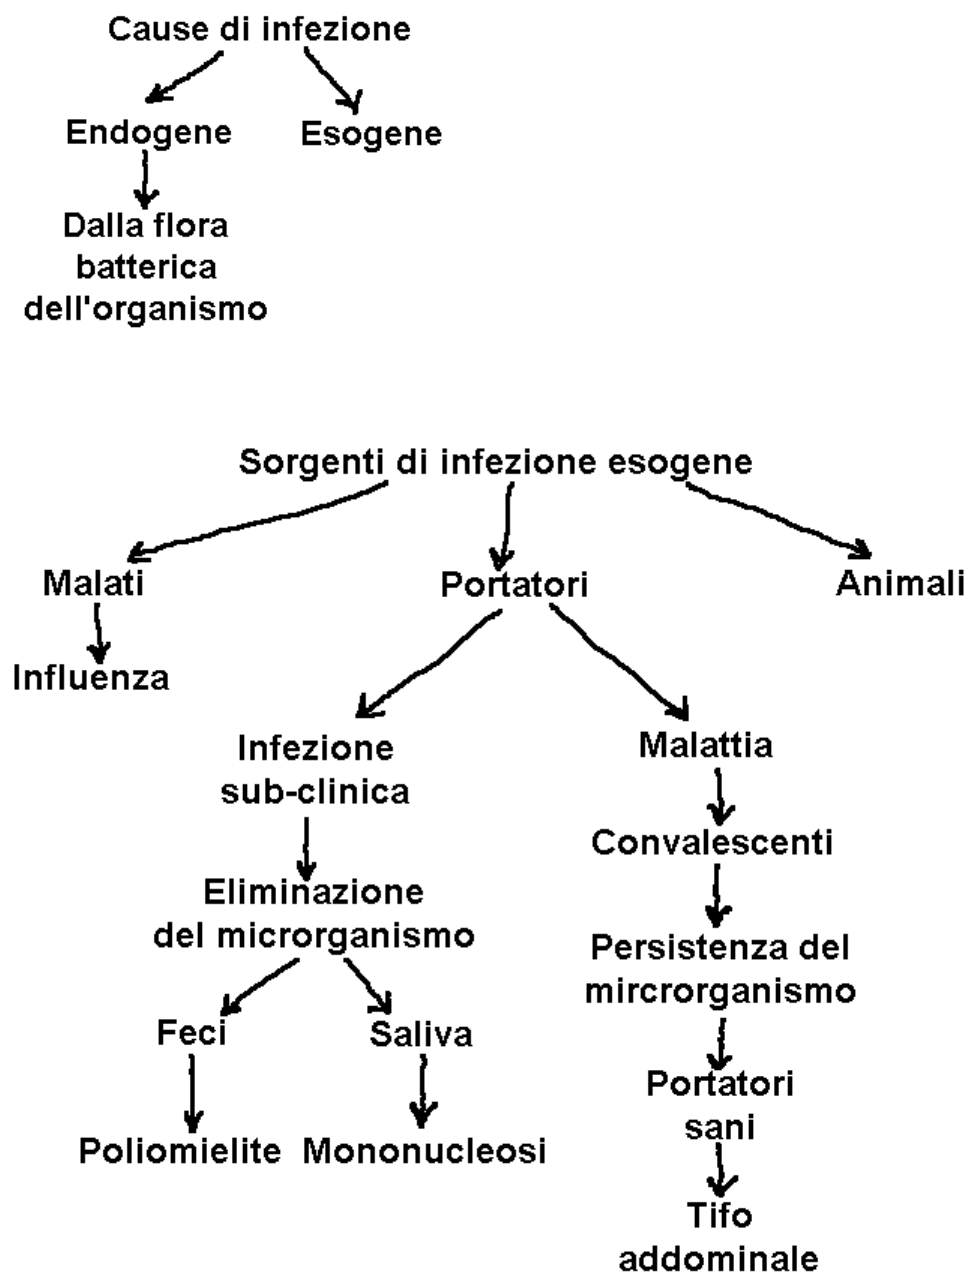 Cause di infezione
Endogene
Esogene
Dalla flora
batterica
dell'organismo
Sorgenti di infezione esogene
Malati
Portatori
Animali
Influenza
Infezione
sub-clinica
Malattia
Convalescenti
Eliminazione
del microrganismo
Persistenza del
mircrorganismo
Feci
Saliva
Portatori
sani
Poliomielite
Mononucleosi
Tifo
addominale